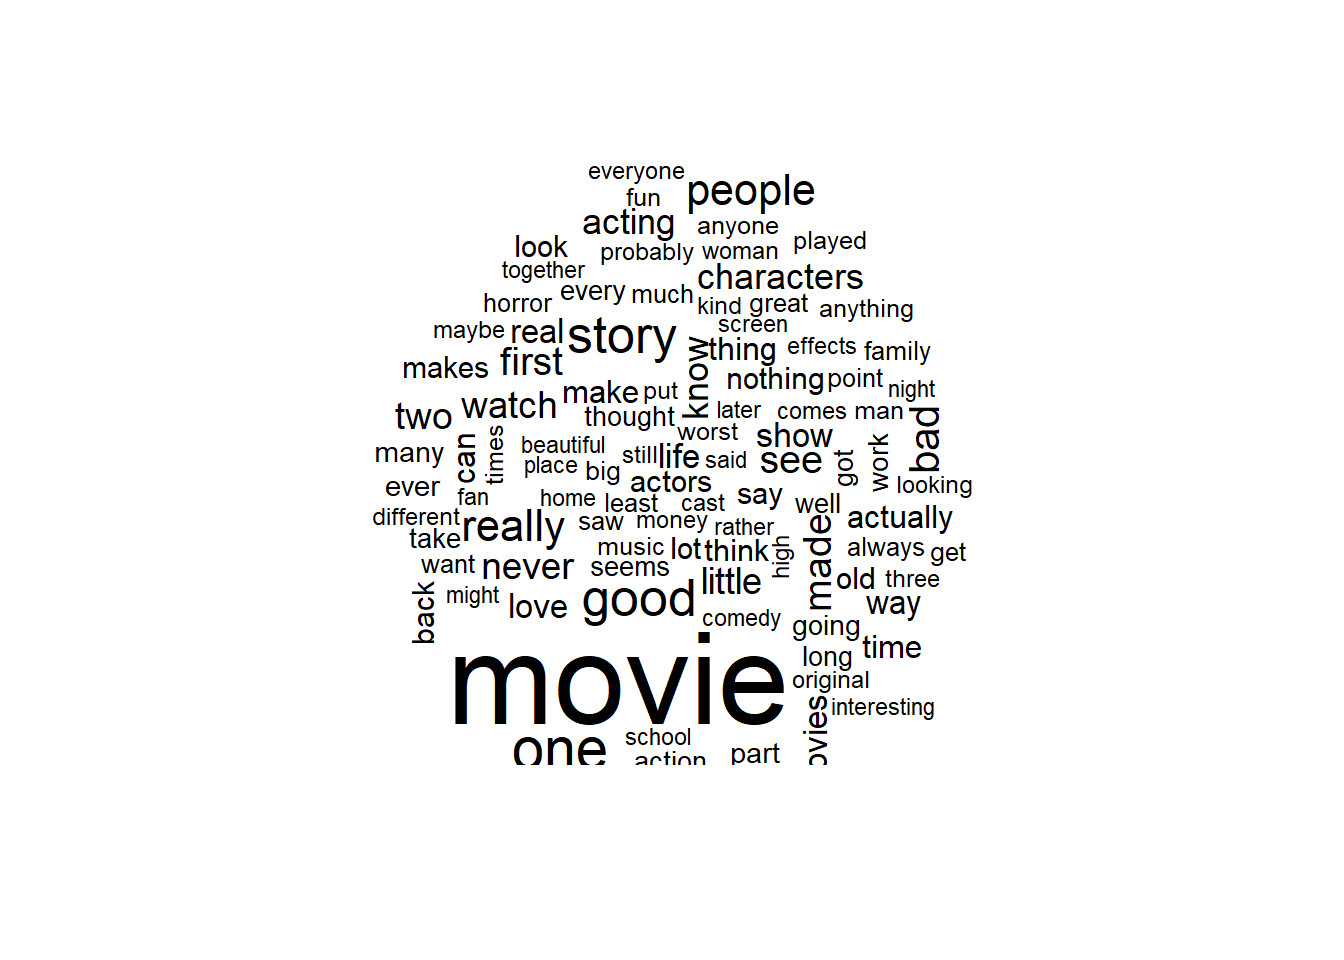 everyone
people
fun
acting
anyone
look
probably
woman
played
together
characters
horror
every
much
kind
great
anything
maybe
real
story
screen
thing
effects
family
makes
first
know
nothing
point
night
two
watch
make
put
thought
later
comes
man
bad
many
can
times
beautiful
still
life
worst
said
show
see
got
work
place
big
ever
fan
home
actors
least
cast
say
well
looking
different
take
really
saw
money
rather
made
actually
want
never
music
seems
lot
think
high
always
get
back
might
love
good
little
comedy
old
three
way
going
time
movie
long
original
ovies
interesting
one
school
action
part